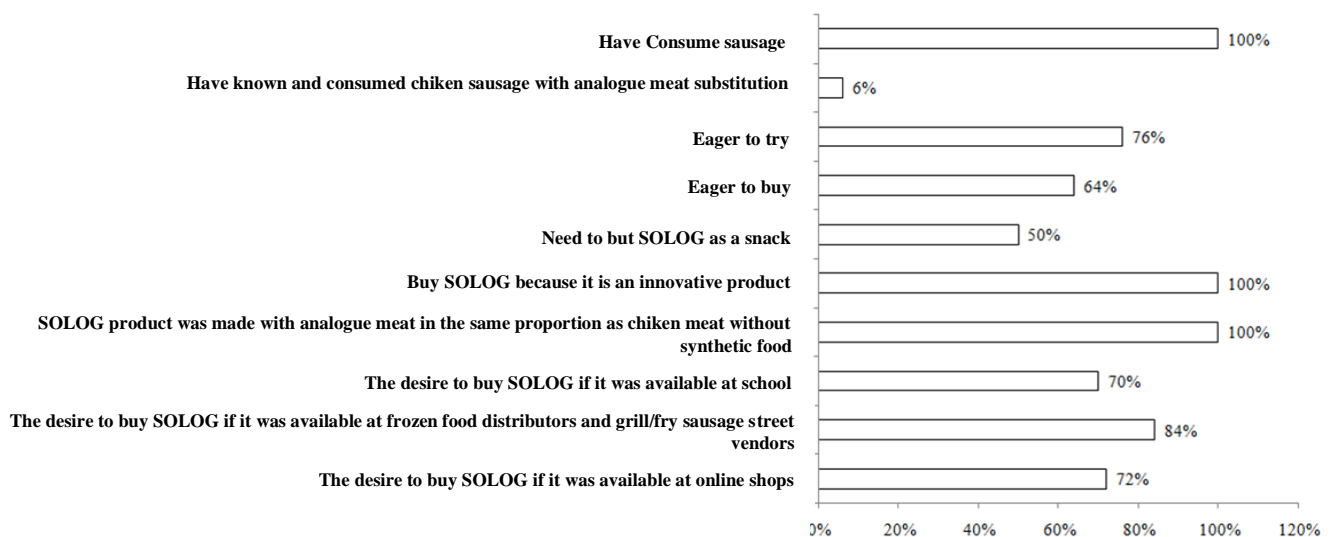 Have Consume sausage
100%
Have known and consumed chiken sausage with analogue meat substitution
6%
Eager to try
76%
Eager to buy
64%
Need to but SOLOG as a snack
50%
Buy SOLOG because it is an innovative product
100%
SOLOG product was made with analogue meat in the same proportion as chiken meat without
synthetic food
100%
The desire to buy SOLOG if it was available at school
70%
The desire to buy SOLOG if it was available at frozen food distributors and grill/fry sausage street
vendors
84%
The desire to buy SOLOG if it was available at online shops
72%
0% 20% 40% 60% 80% 100% 120%